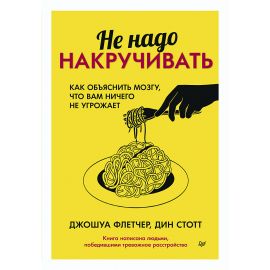 Не надо
НАКРУЧИВАТЬ
КАК ОБЪЯСНИТЬ МОЗГУ,
ЧТО ВАМ НИЧЕГО
НЕ УГРОЖАЕТ
ДЖОШУА ФЛЕТЧЕР, ДИН СТОТТ
Книга написана людьми,
победившими тревожное расстройство